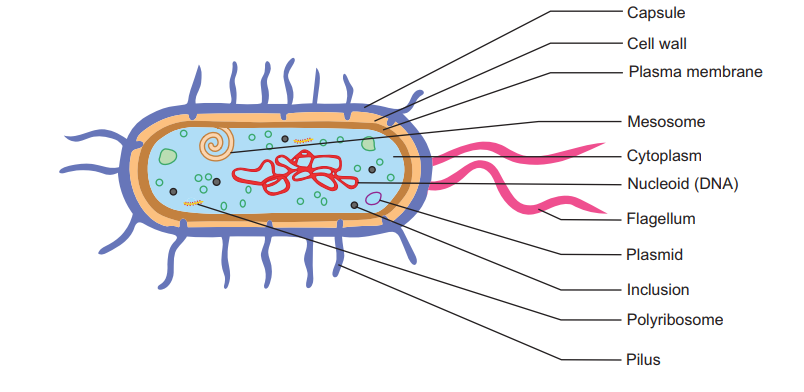 Capsule
Cell wall
Plasma membrane
Mesosome
Cytoplasm
Nucleoid (DNA)
Flagellum
Plasmid
Inclusion
Polyribosome
Pilus